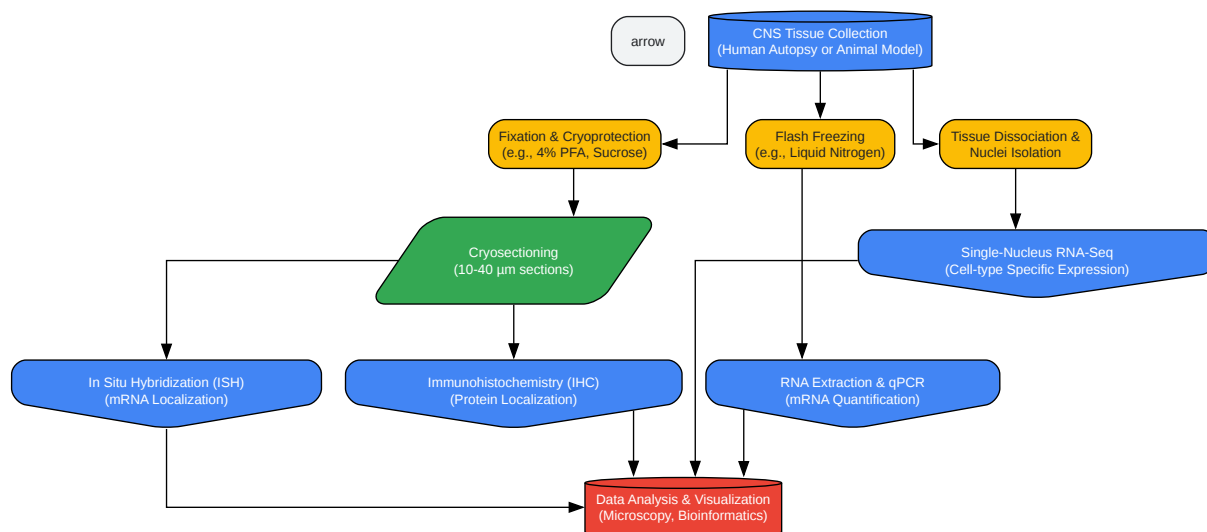 arrow
CNS Tissue Collection
(Human Autopsy or Animal Model)
Fixation & Cryoprotection
(e.g., 4% PFA, Sucrose)
Flash Freezing
(e.g., Liquid Nitrogen)
Tissue Dissociation &
Nuclei Isolation
Cryosectioning
(10-40 µm sections)
Single-Nucleus RNA-Seq
(Cell-type Specific Expression)
In Situ Hybridization (ISH)
(mRNA Localization)
Immunohistochemistry (IHC)
(Protein Localization)
RNA Extraction & qPCR
(mRNA Quantification)
Data Analysis & Visualization
(Microscopy, Bioinformatics)